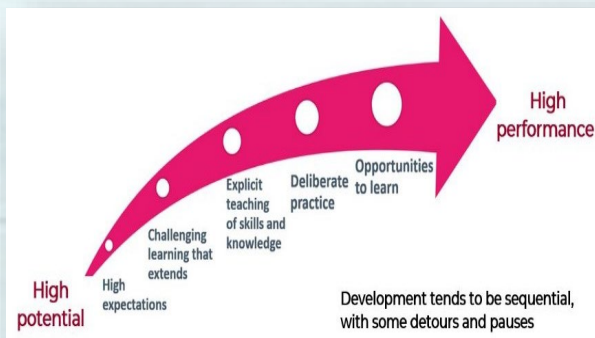 High
potential
High
expectations
Challenging
learning that
extends
Explicit
teaching
of skills and
knowledge
Deliberate
practice
Opportunities
to learn
High
performance
Development tends to be sequential,
with some detours and pauses